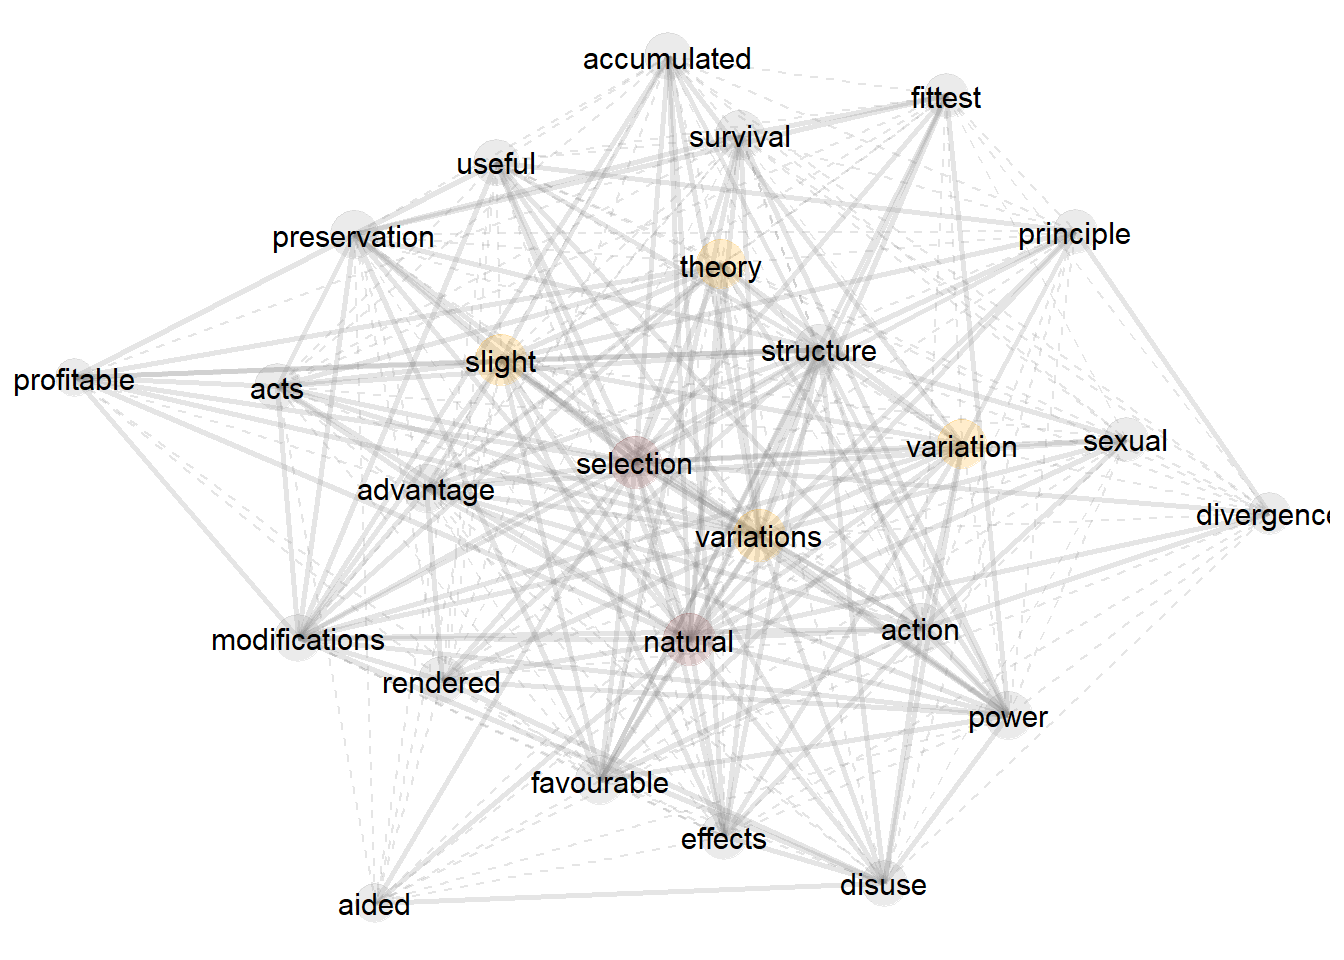 accumulated
fittest
survival
useful
preservation
principle
theory
structure
slight
profitable
acts
variation
sexual
selection
advantage
divergence
variations
natural
action
modifications
rendered
power
favourable
effects
disuse
aided